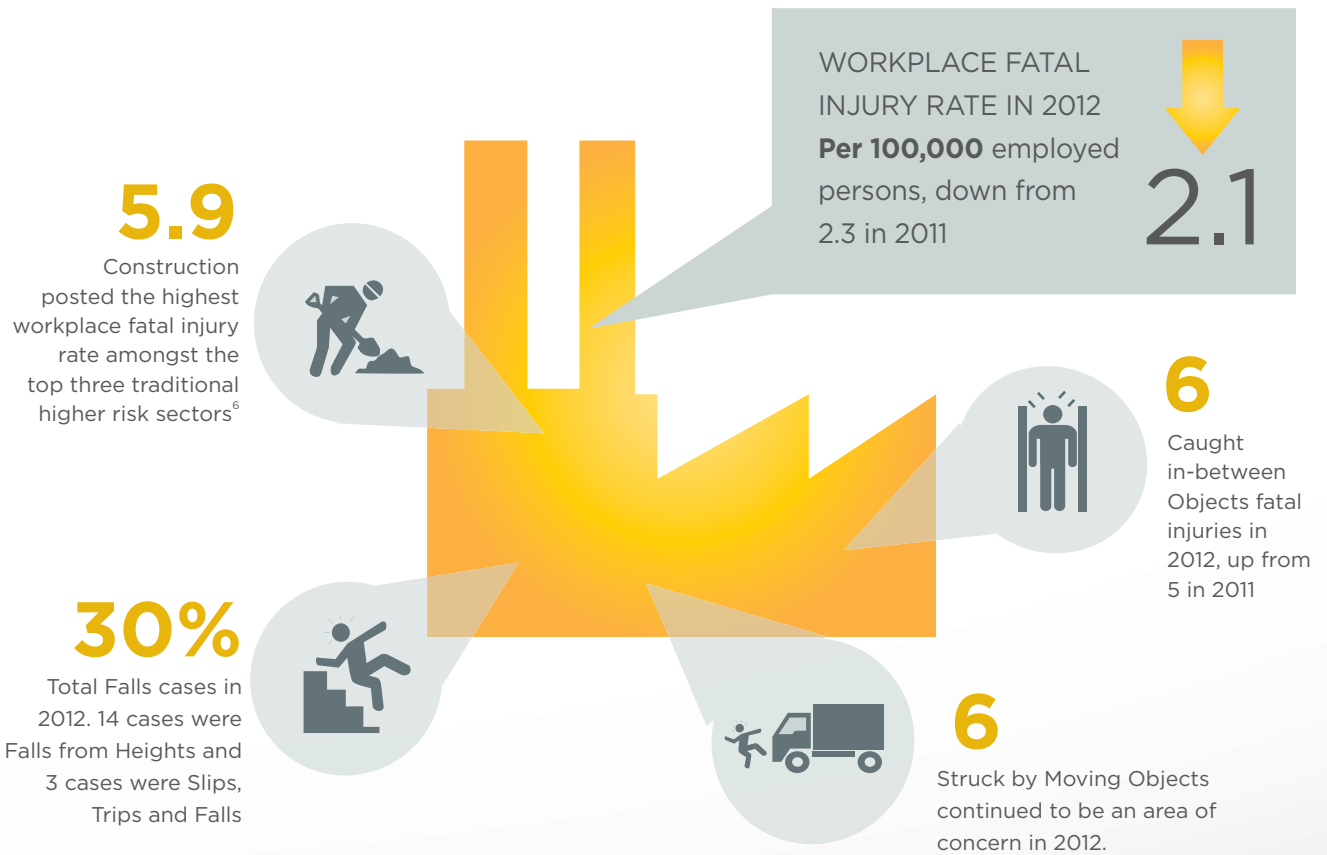 WORKPLACE FATAL
INJURY RATE IN 2012
Per 100,000 employed
persons, down from
2.3 in 2011
2.1
5.9
Construction
posted the highest
workplace fatal injury
rate amongst the
top three traditional
higher risk sectors⁶
6
Caught
in-between
Objects fatal
injuries in
2012, up from
5 in 2011
30%
Total Falls cases in
2012. 14 cases were
Falls from Heights and
3 cases were Slips,
Trips and Falls
6
Struck by Moving Objects
continued to be an area of
concern in 2012.